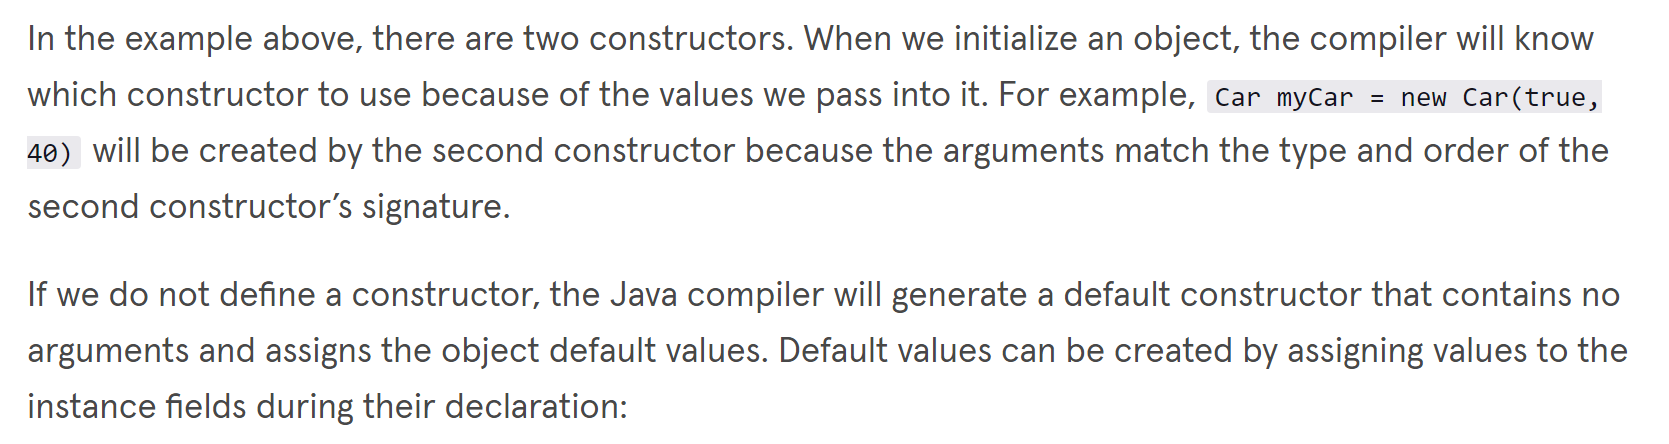 In the example above, there are two constructors. When we initialize an object, the compiler will know
which constructor to use because of the values we pass into it. For example, Car myCar = new Car(true,
40) will be created by the second constructor because the arguments match the type and order of the
second constructor’s signature.
If we do not define a constructor, the Java compiler will generate a default constructor that contains no
arguments and assigns the object default values. Default values can be created by assigning values to the
instance fields during their declaration: